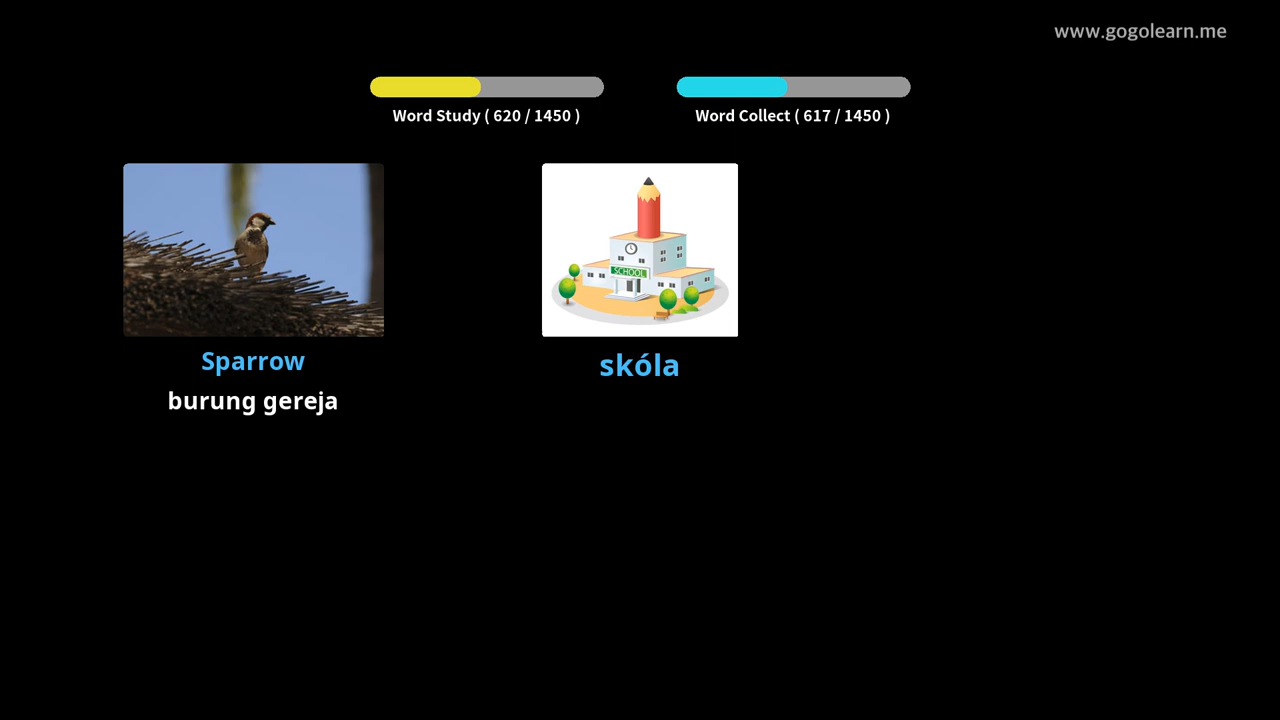 www.gogolearn.me
Word Study ( 620 / 1450 )
Word Collect ( 617 / 1450 )
SCHOOL
Sparrow
burung gereja
skóla